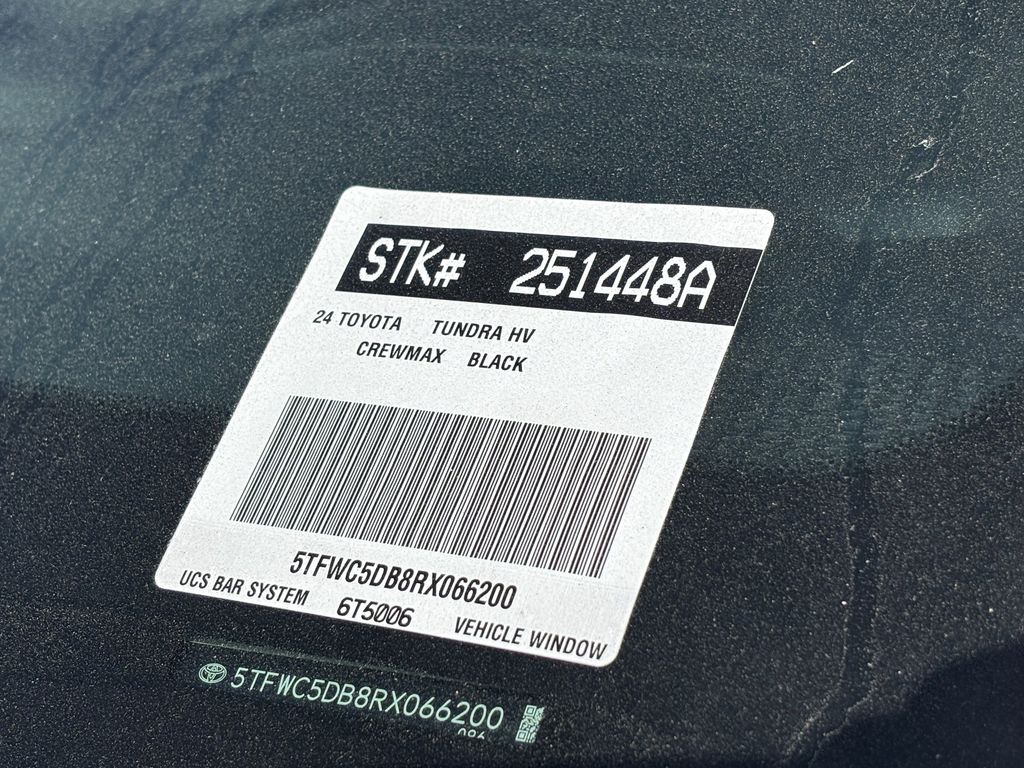 STK# 251448A
24 TOYOTA TUNDRA HV
CREWMAX BLACK
5TFWC5DB8RX066200
UCS BAR SYSTEM 6T5006 VEHICLE WINDOW
5TFWC5DB8RX066200